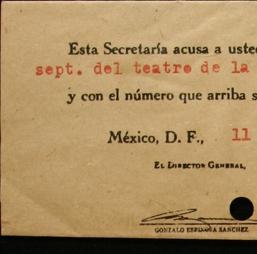 Esta Secretaría acusa a uste
sept. del teatro de la
y con el número que arriba s
México, D. F., 11
EL DIRECTOR GENERAL,
GONZALO ESPINOSA SANCHEZ.